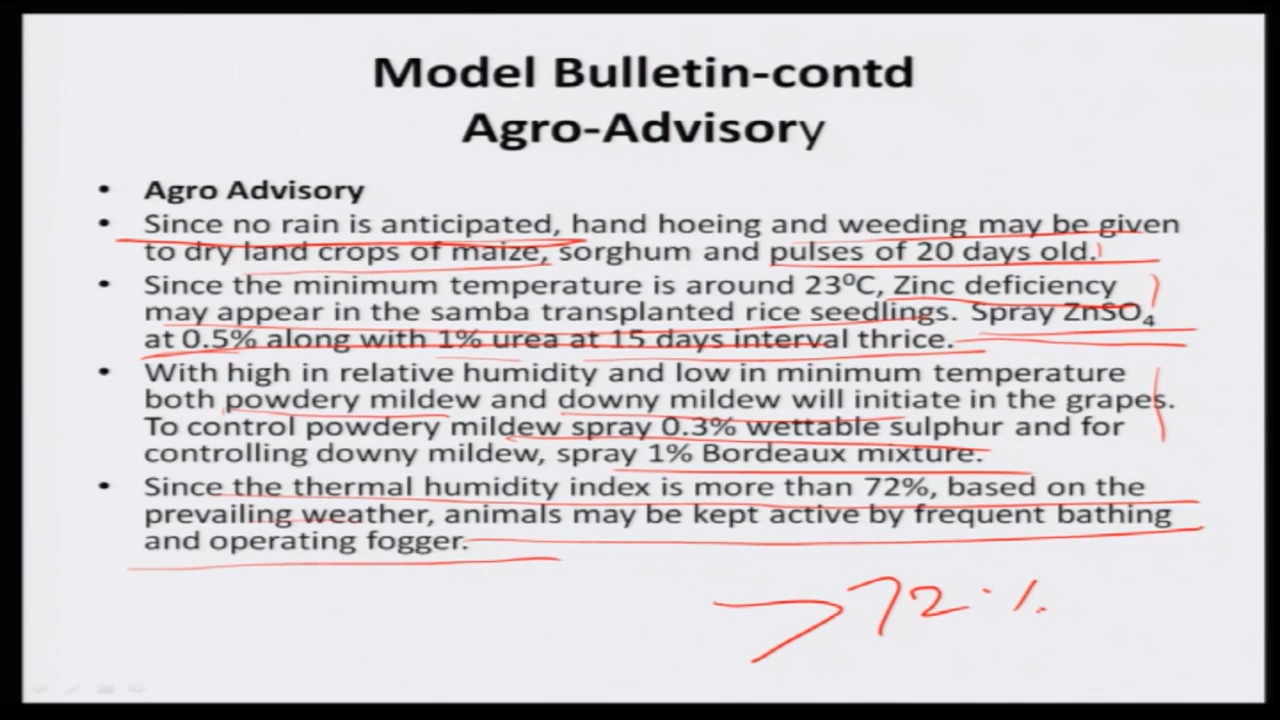 Model Bulletin-contd
Agro-Advisory
• Agro Advisory
• Since no rain is anticipated, hand hoeing and weeding may be given
to dry land crops of maize, sorghum and pulses of 20 days old.
• Since the minimum temperature is around 23⁰C, Zinc deficiency
may appear in the samba transplanted rice seedlings. Spray ZnSO₄
at 0.5% along with 1% urea at 15 days interval thrice.
• With high in relative humidity and low in minimum temperature
both powdery mildew and downy mildew will initiate in the grapes.
To control powdery mildew spray 0.3% wettable sulphur and for
controlling downy mildew, spray 1% Bordeaux mixture.
• Since the thermal humidity index is more than 72%, based on the
prevailing weather, animals may be kept active by frequent bathing
and operating fogger.
>72%